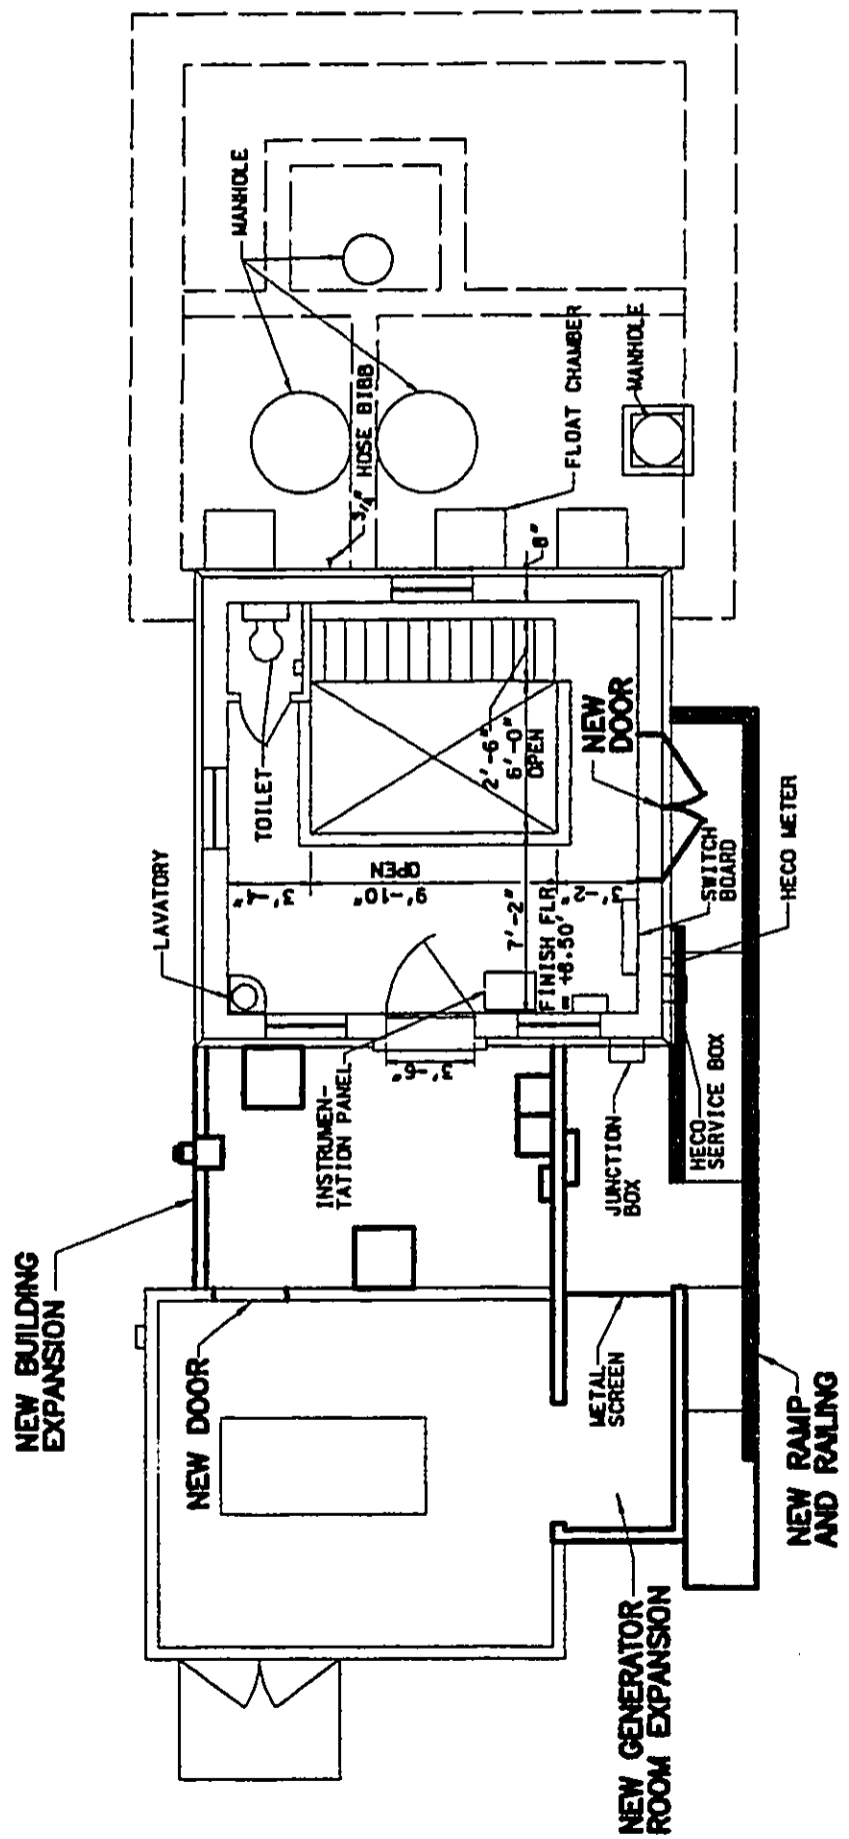 MANHOLE
3/4" HOSE BIBB
FLOAT CHAMBER
MANHOLE
8"
TOILET
2'-6"
6'-0"
OPEN
NEW
DOOR
LAVATORY
3'-4"
9'-10"
OPEN
3'-2"
7'-2"
FINISH FLR
= +8.50'
SWITCH
BOARD
HECO METER
3'-6"
INSTRUMEN-
TATION PANEL
JUNCTION
BOX
HECO
SERVICE BOX
NEW BUILDING
EXPANSION
NEW DOOR
METAL
SCREEN
NEW RAMP
AND RAILING
NEW GENERATOR
ROOM EXPANSION